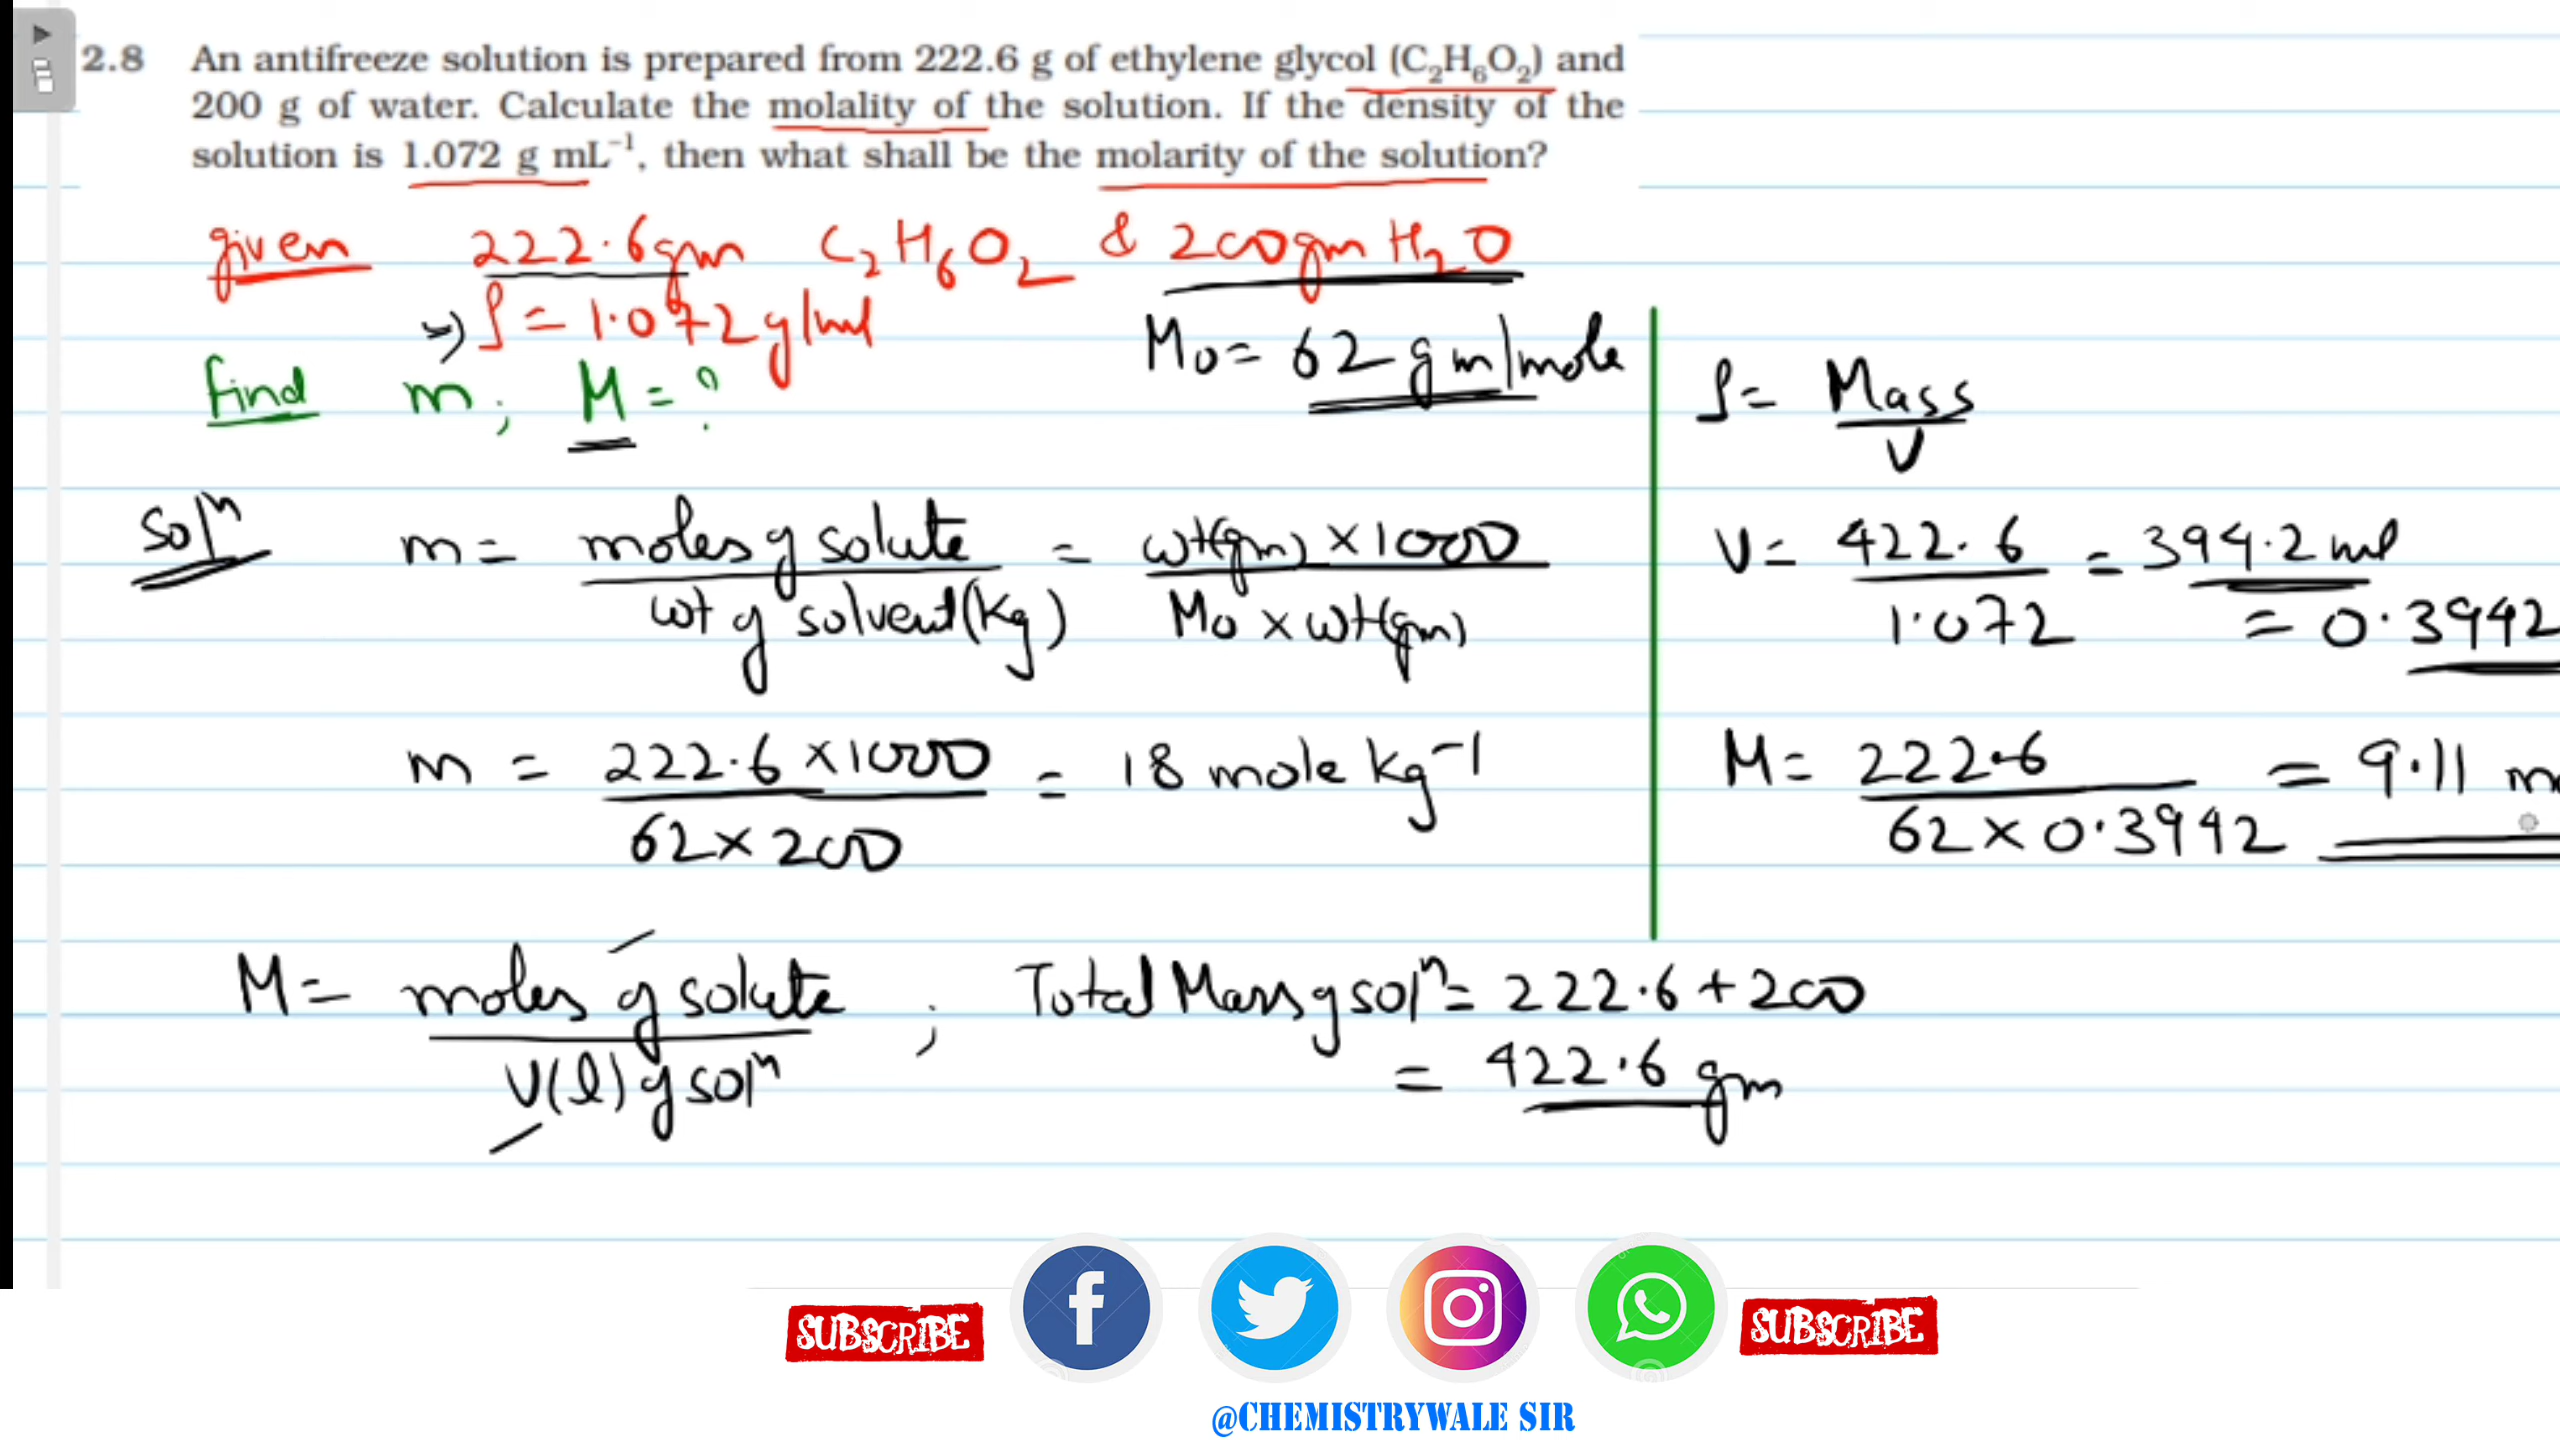 2.8 An antifreeze solution is prepared from 222.6 g of ethylene glycol (C₂H₆O₂) and
200 g of water. Calculate the molality of the solution. If the density of the
solution is 1.072 g mL⁻¹, then what shall be the molarity of the solution?
given 222.6gm C₂H₆O₂ & 200gm H₂O
=) ρ = 1.072 g/ml
M₀ = 62 gm/mole
find m, M = ?
Solⁿ m = moles of solute / wt of solvent(kg) = wt(gm) × 1000 / M₀ × wt(gm)
m = 222.6 × 1000 / 62 × 200 = 18 mole kg⁻¹
M = moles of solute / V(l) of solⁿ ; Total Mass of solⁿ = 222.6 + 200
= 422.6 gm
ρ = Mass / V
V = 422.6 / 1.072 = 394.2 ml
= 0.3942
M = 222.6 / 62 × 0.3942 = 9.11 m
SUBSCRIBE
SUBSCRIBE
@CHEMISTRYWALE SIR